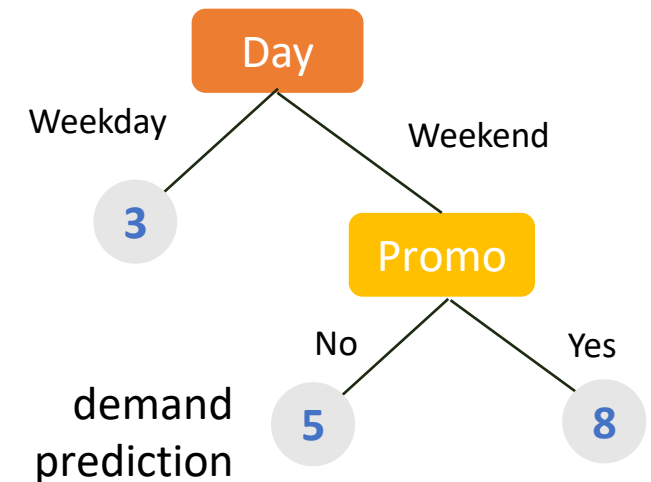 Day
Weekday
Weekend
3
Promo
No
Yes
demand
prediction
5
8